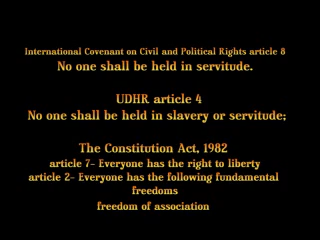 International Covenant on Civil and Political Rights article 8
No one shall be held in servitude.
UDHR article 4
No one shall be held in slavery or servitude;
The Constitution Act, 1982
article 7- Everyone has the right to liberty
article 2- Everyone has the following fundamental
freedoms
freedom of association